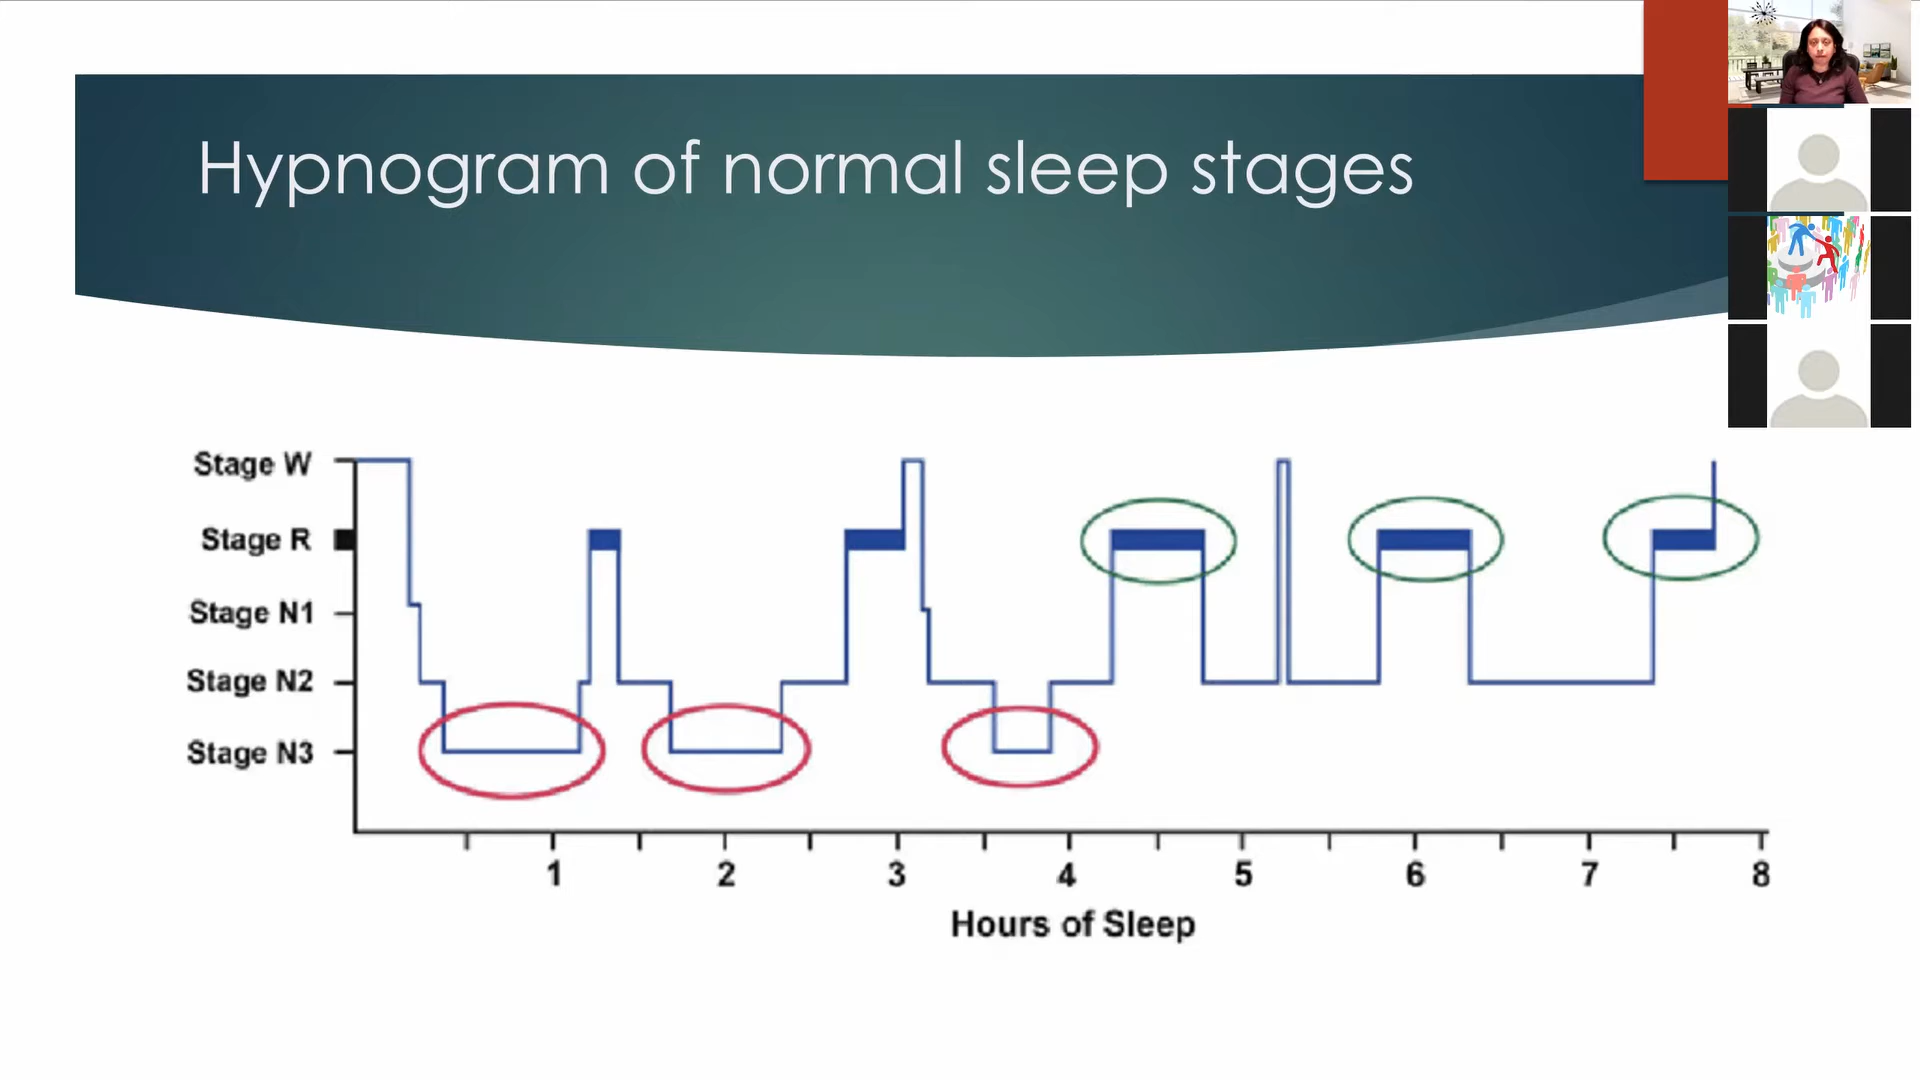 Hypnogram of normal sleep stages
Stage W
Stage R
Stage N1
Stage N2
Stage N3
1 2 3 4 5 6 7 8
Hours of Sleep